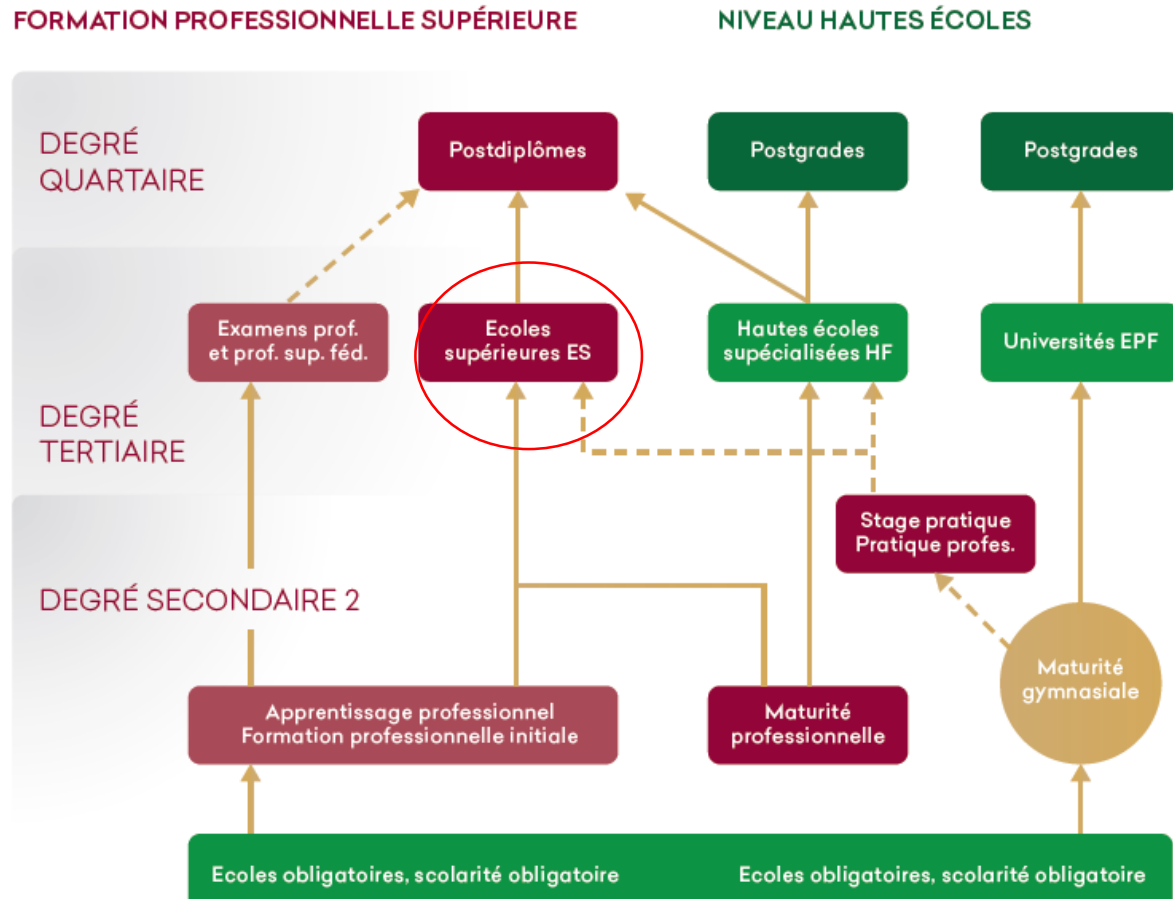 FORMATION PROFESSIONNELLE SUPÉRIEURE
NIVEAU HAUTES ÉCOLES
DEGRÉ
QUARTAIRE
Postdiplômes
Postgrades
Postgrades
Examens prof.
et prof. sup. féd.
Ecoles
supérieures ES
Hautes écoles
supécialisées HF
Universités EPF
DEGRÉ
TERTIAIRE
Stage pratique
Pratique profes.
DEGRÉ SECONDAIRE 2
Maturité
gymnasiale
Apprentissage professionnel
Formation professionnelle initiale
Maturité
professionnelle
Ecoles obligatoires, scolarité obligatoire
Ecoles obligatoires, scolarité obligatoire